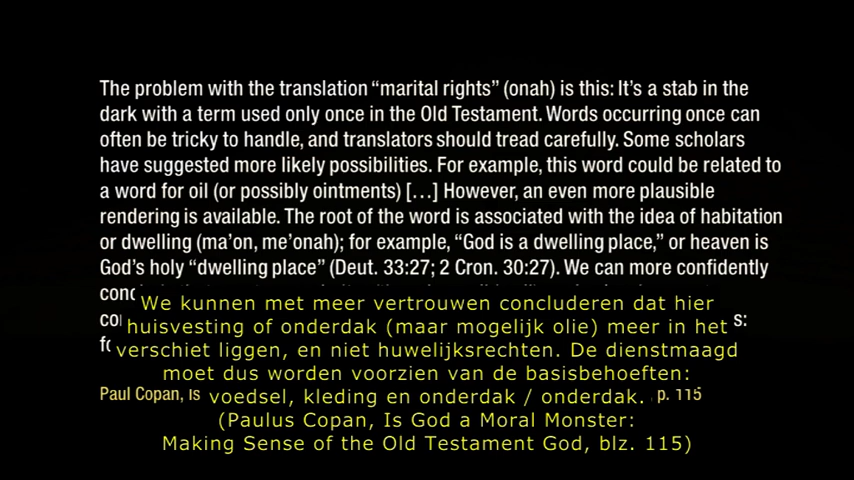 The problem with the translation “marital rights” (onah) is this: It’s a stab in the
dark with a term used only once in the Old Testament. Words occurring once can
often be tricky to handle, and translators should tread carefully. Some scholars
have suggested more likely possibilities. For example, this word could be related to
a word for oil (or possibly ointments) […] However, an even more plausible
rendering is available. The root of the word is associated with the idea of habitation
or dwelling (ma’on, me’onah); for example, “God is a dwelling place,” or heaven is
God’s holy “dwelling place” (Deut. 33:27; 2 Cron. 30:27). We can more confidently
We kunnen met meer vertrouwen concluderen dat hier
huisvesting of onderdak (maar mogelijk olie) meer in het
verschiet liggen, en niet huwelijksrechten. De dienstmaagd
moet dus worden voorzien van de basisbehoeften:
Paul Copan, Is p. 115
voedsel, kleding en onderdak / onderdak.
(Paulus Copan, Is God a Moral Monster:
Making Sense of the Old Testament God, blz. 115)